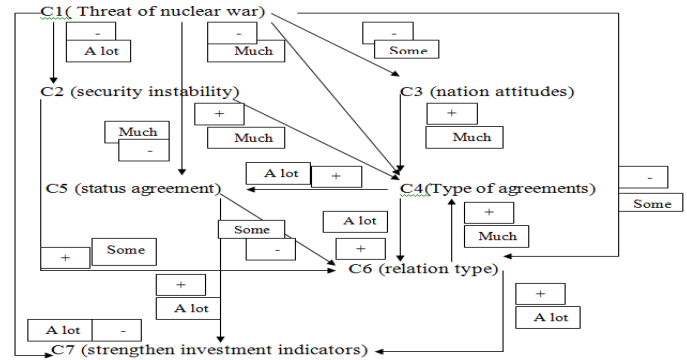 C1( Threat of nuclear war)
- - -
A lot Much Some
C2 (security instability) C3 (nation attitudes)
+ +
Much Much Much
-
A lot + -
C5 (status agreement) C4(Type of agreements)
Some
A lot +
Some Much
Some - +
+
C6 (relation type)
+ +
A lot A lot
A lot -
C7 (strengthen investment indicators)